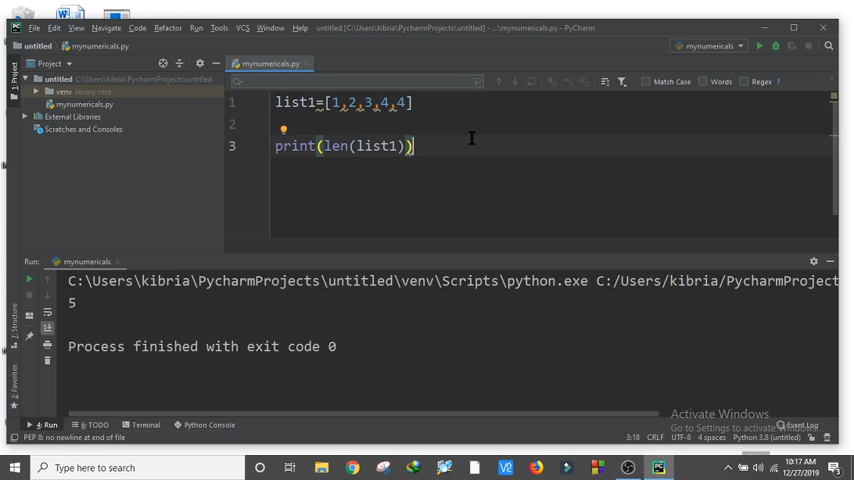 File Edit View Navigate Code Refactor Run Tools VCS Window Help untitled [C:\Users\kibria\PycharmProjects\untitled] - ...\mynumericals.py - PyCharm
untitled mynumericals.py mynumericals
Project mynumericals.py
1: Project
untitled C:\Users\kibria\PycharmProjects\untitled
venv library root
mynumericals.py
External Libraries
Scratches and Consoles
Match Case Words Regex ?
1 list1=[1,2,3,4,4]
2
3 print(len(list1))
Run: mynumericals
C:\Users\kibria\PycharmProjects\untitled\venv\Scripts\python.exe C:/Users/kibria/PycharmProject
5
Process finished with exit code 0
7: Structure
2: Favorites
Activate Windows
Go to Settings to activate Windows.
4: Run 6: TODO Terminal Python Console Event Log
PEP 8: no newline at end of file 3:18 CRLF UTF-8 4 spaces Python 3.8 (untitled)
Type here to search
10:17 AM
12/27/2019